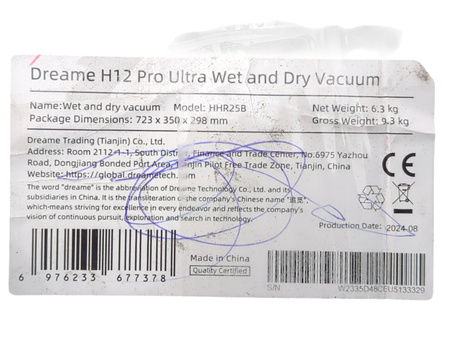 Dreame H12 Pro Ultra Wet and Dry Vacuum
Name:Wet and dry vacuum Model: HHR25B Net Weight: 6.3 kg
Package Dimensions: 723 x 350 x 298 mm Gross Weight: 9.3 kg
Dreame Trading (Tianjin) Co., Ltd.
Address: Room 2112-1-1, South District, Finance and Trade Center, No.6975 Yazhou
Road, Dongjiang Bonded Port Area, Tianjin Pilot Free Trade Zone, Tianjin, China
Website: https://global.dreametech.com
The word "dreame" is the abbreviation of Dreame Technology Co., Ltd. and its
subsidiaries in China. It is the transliteration of the company's Chinese name "追觅",
which means striving for excellence in every endeavor and reflects the company's
vision of continuous pursuit, exploration and search in technology.
CE
Production Date: 2024-08
Made in China
Quality Certified
6 976233 677378
S/N W2335D48CEU5133329